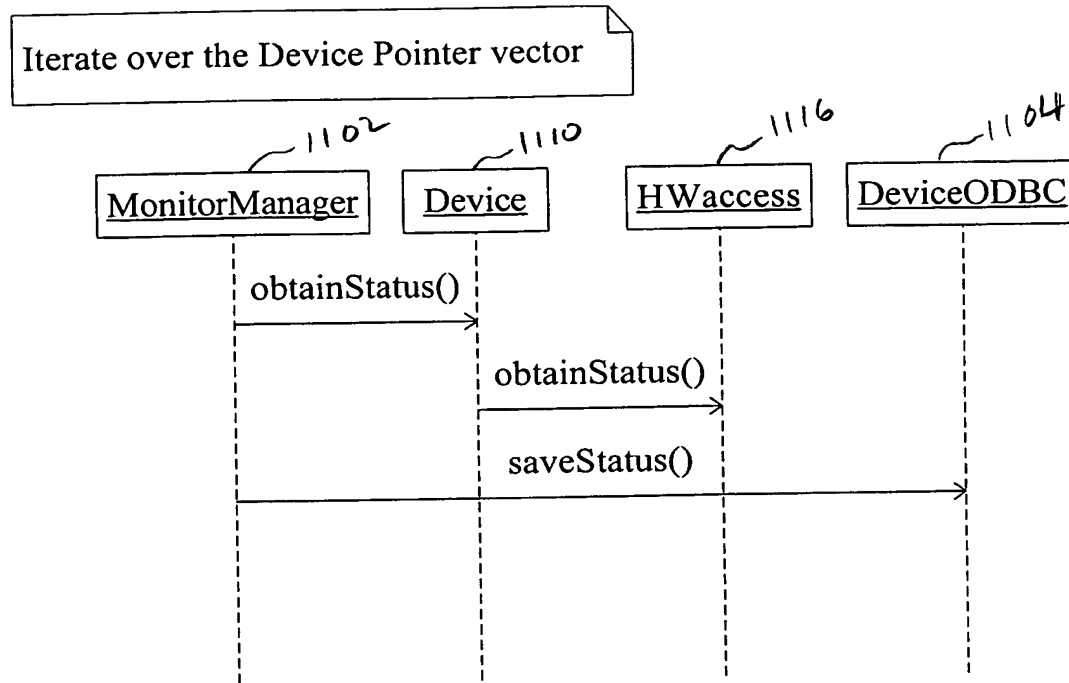 Iterate over the Device Pointer vector
1102 1110 1116 1104
MonitorManager Device HWaccess DeviceODBC
obtainStatus()
obtainStatus()
saveStatus()